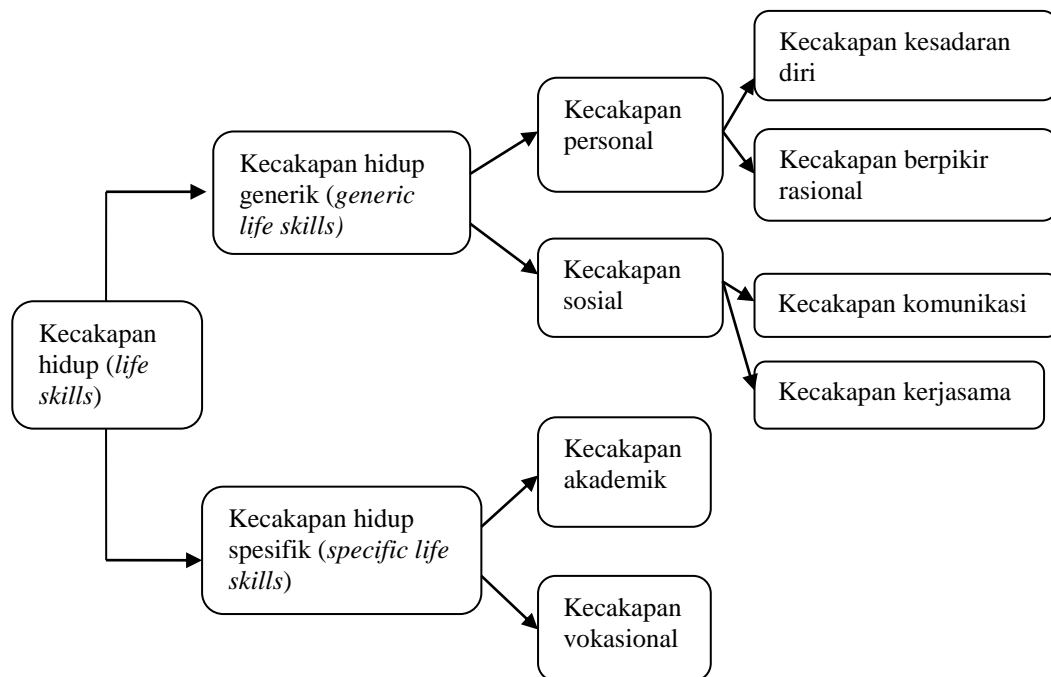 Kecakapan kesadaran
diri
Kecakapan
personal
Kecakapan berpikir
rasional
Kecakapan hidup
generik (generic
life skills)
Kecakapan
sosial
Kecakapan komunikasi
Kecakapan kerjasama
Kecakapan
hidup (life
skills)
Kecakapan
akademik
Kecakapan hidup
spesifik (specific life
skills)
Kecakapan
vokasional